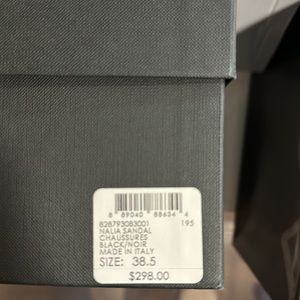 8 89040 88634 4
828793083001 195
NALIA SANDAL
CHAUSSURES
BLACK/NOIR
MADE IN ITALY
SIZE: 38.5
$298.00